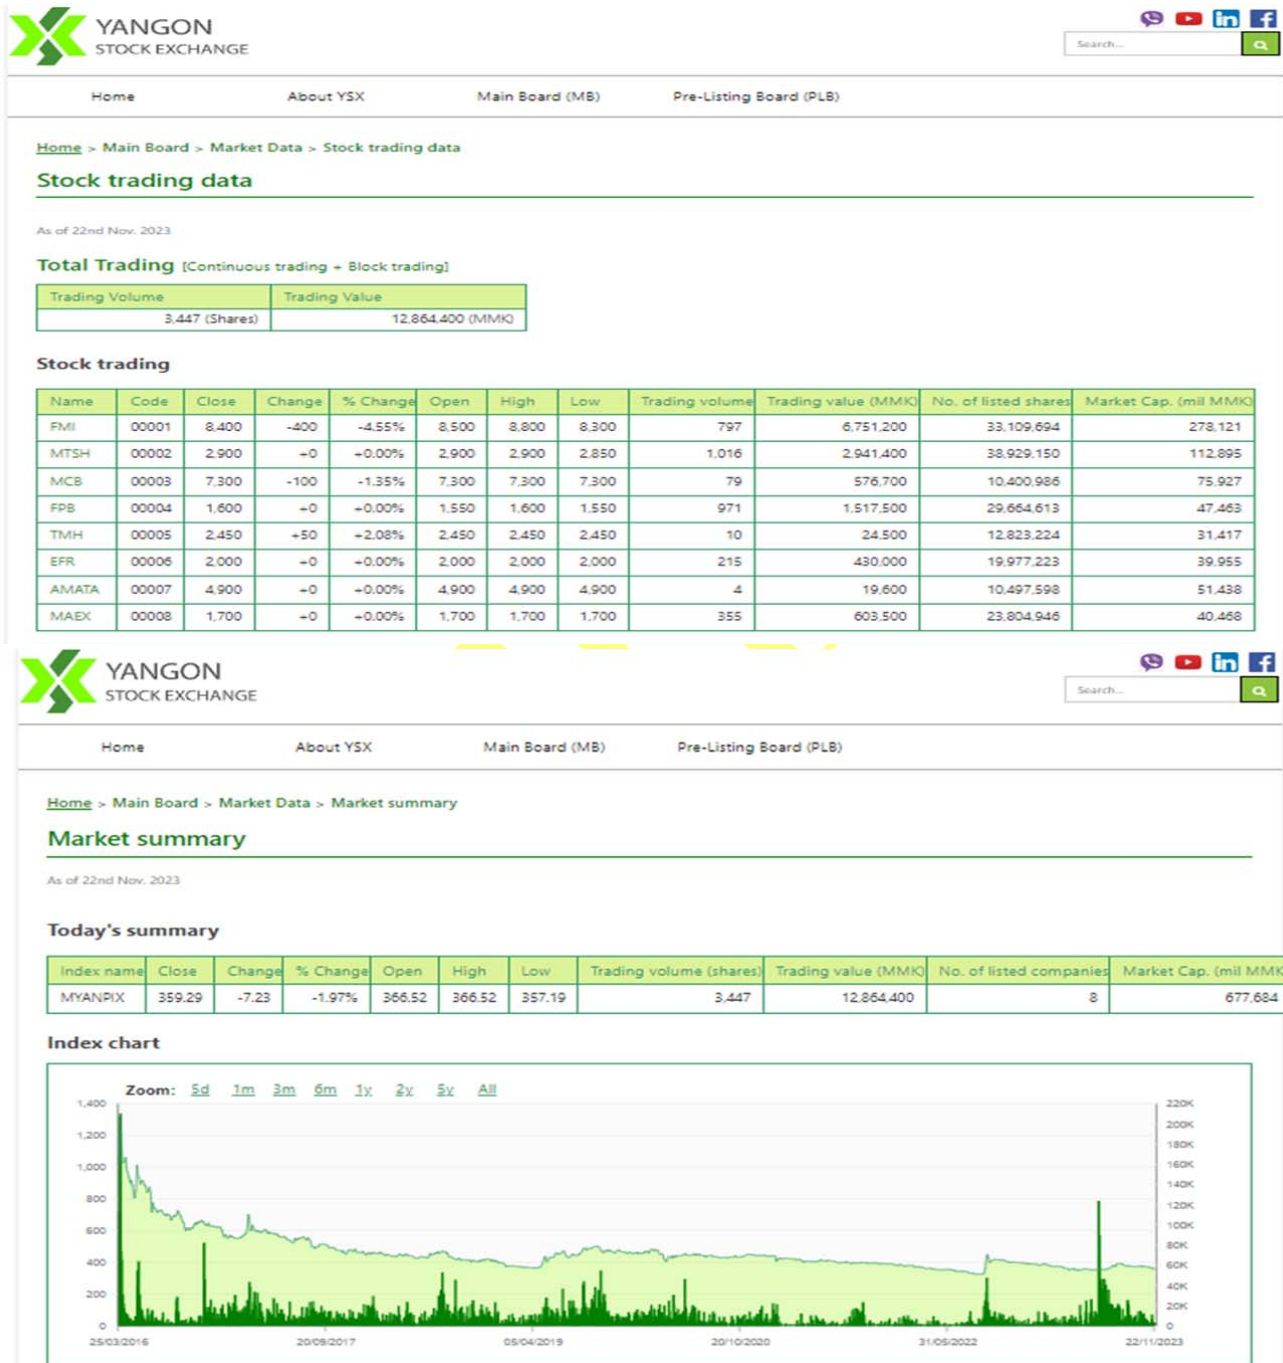 YANGON
STOCK EXCHANGE
Search...
Home About YSX Main Board (MB) Pre-Listing Board (PLB)
Home > Main Board > Market Data > Stock trading data
Stock trading data
As of 22nd Nov. 2023
Total Trading [Continuous trading + Block trading]
Trading Volume Trading Value
3,447 (Shares) 12,864,400 (MMK)
Stock trading
Name Code Close Change % Change Open High Low Trading volume Trading value (MMK) No. of listed shares Market Cap. (mil MMK)
FMI 00001 8,400 -400 -4.55% 8,500 8,800 8,300 797 6,751,200 33,109,694 278,121
MTSH 00002 2,900 +0 +0.00% 2,900 2,900 2,850 1,016 2,941,400 38,929,150 112,895
MCB 00003 7,300 -100 -1.35% 7,300 7,300 7,300 79 576,700 10,400,986 75,927
FPB 00004 1,600 +0 +0.00% 1,550 1,600 1,550 971 1,517,500 29,664,613 47,463
TMH 00005 2,450 +50 +2.08% 2,450 2,450 2,450 10 24,500 12,823,224 31,417
EFR 00006 2,000 +0 +0.00% 2,000 2,000 2,000 215 430,000 19,977,223 39,955
AMATA 00007 4,900 +0 +0.00% 4,900 4,900 4,900 4 19,600 10,497,598 51,438
MAEX 00008 1,700 +0 +0.00% 1,700 1,700 1,700 355 603,500 23,804,946 40,468
YANGON
STOCK EXCHANGE
Search...
Home About YSX Main Board (MB) Pre-Listing Board (PLB)
Home > Main Board > Market Data > Market summary
Market summary
As of 22nd Nov. 2023
Today's summary
Index name Close Change % Change Open High Low Trading volume (shares) Trading value (MMK) No. of listed companies Market Cap. (mil MMK
MYANPIX 359.29 -7.23 -1.97% 366.52 366.52 357.19 3,447 12,864,400 8 677,684
Index chart
Zoom: 5d 1m 3m 6m 1y 2y 5y All
1,400 220K
200K
1,200
180K
1,000 160K
140K
800
120K
600 100K
80K
400 60K
40K
200
20K
0 0
25/03/2016 20/09/2017 05/04/2019 20/10/2020 31/05/2022 22/11/2023